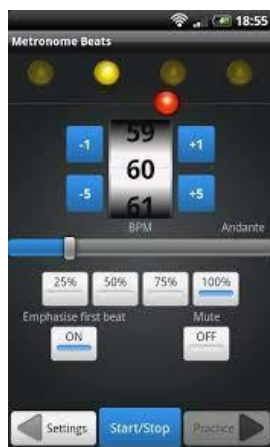 18:55
Metronome Beats
59
-1 60 +1
-5 61 +5
BPM Andante
25% 50% 75% 100%
Emphasise first beat Mute
ON OFF
Settings Start/Stop Practice